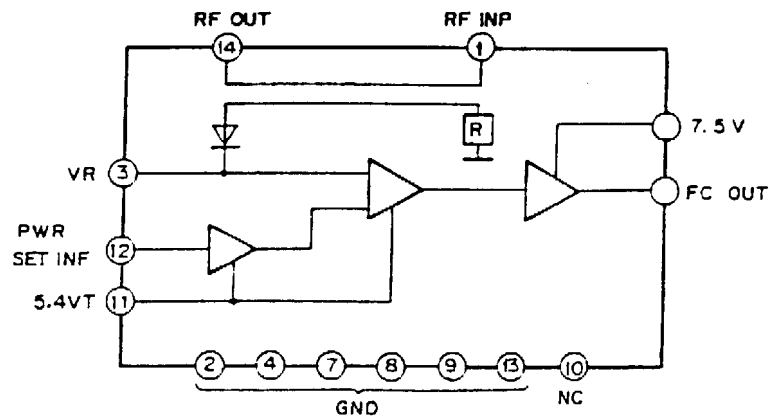 RF OUT
RF INP
14
1
R
7.5 V
3
VR
FC OUT
PWR
SET INF
12
5.4VT
11
2 4 7 8 9 13 10
GND
NC